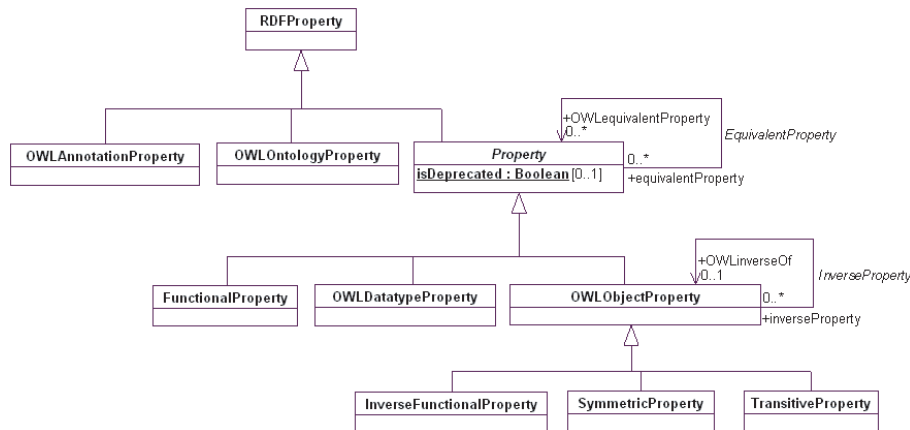 RDFProperty
+OWLequivalentProperty
0..*
EquivalentProperty
OWLAnnotationProperty
OWLOntologyProperty
Property
0..*
isDeprecated : Boolean [0..1]
+equivalentProperty
+OWLinverseOf
0..1
InverseProperty
FunctionalProperty
OWLDatatypeProperty
OWLObjectProperty
0..*
+inverseProperty
InverseFunctionalProperty
SymmetricProperty
TransitiveProperty